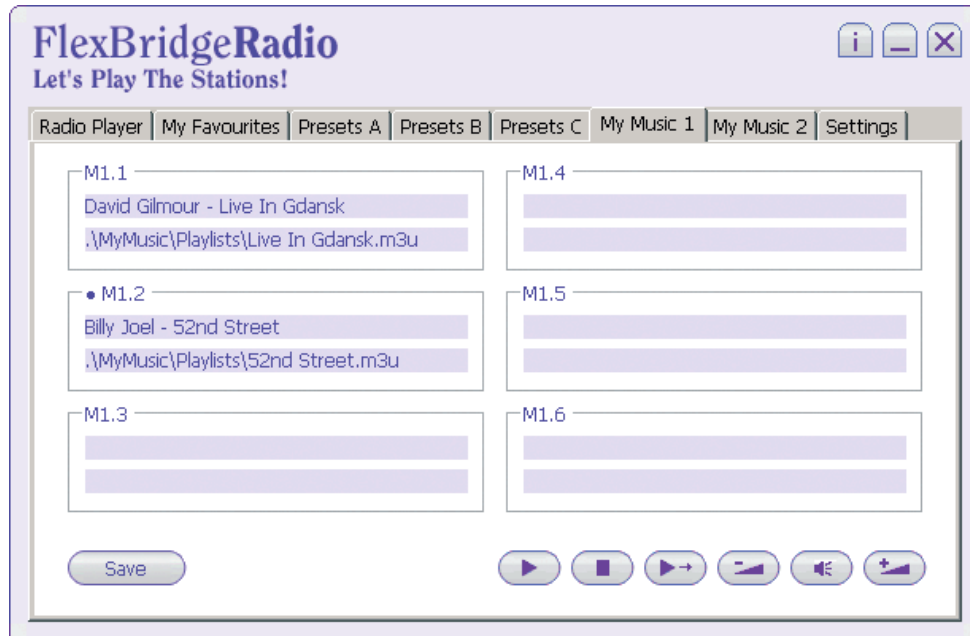 FlexBridgeRadio
Let's Play The Stations!
Radio Player My Favourites Presets A Presets B Presets C My Music 1 My Music 2 Settings
M1.1
David Gilmour - Live In Gdansk
.\MyMusic\Playlists\Live In Gdansk.m3u
• M1.2
Billy Joel - 52nd Street
.\MyMusic\Playlists\52nd Street.m3u
M1.3
M1.4
M1.5
M1.6
Save